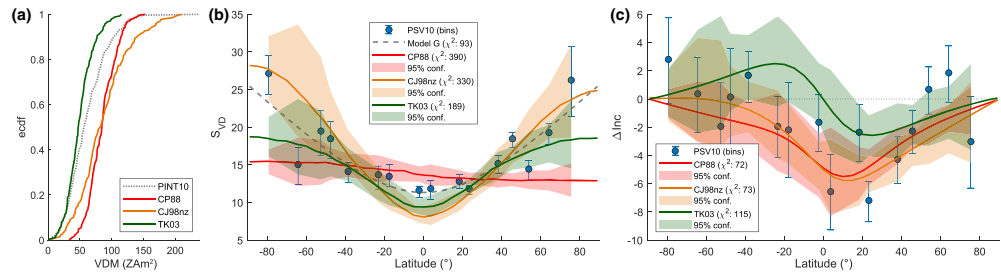 (a)
1
0.8
0.6
0.4
0.2
0
ecdf
PINT10
CP88
CJ98nz
TK03
0 50 100 150 200
VDM (ZAm²)
(b)
35
30
25
20
15
10
5
S_VD
PSV10 (bins)
Model G (χ²: 93)
CP88 (χ²: 390)
95% conf.
CJ98nz (χ²: 330)
95% conf.
TK03 (χ²: 189)
95% conf.
-80 -60 -40 -20 0 20 40 60 80
Latitude (°)
(c)
6
4
2
0
-2
-4
-6
-8
-10
ΔInc
PSV10 (bins)
CP88 (χ²: 72)
95% conf.
CJ98nz (χ²: 73)
95% conf.
TK03 (χ²: 115)
95% conf.
-80 -60 -40 -20 0 20 40 60 80
Latitude (°)